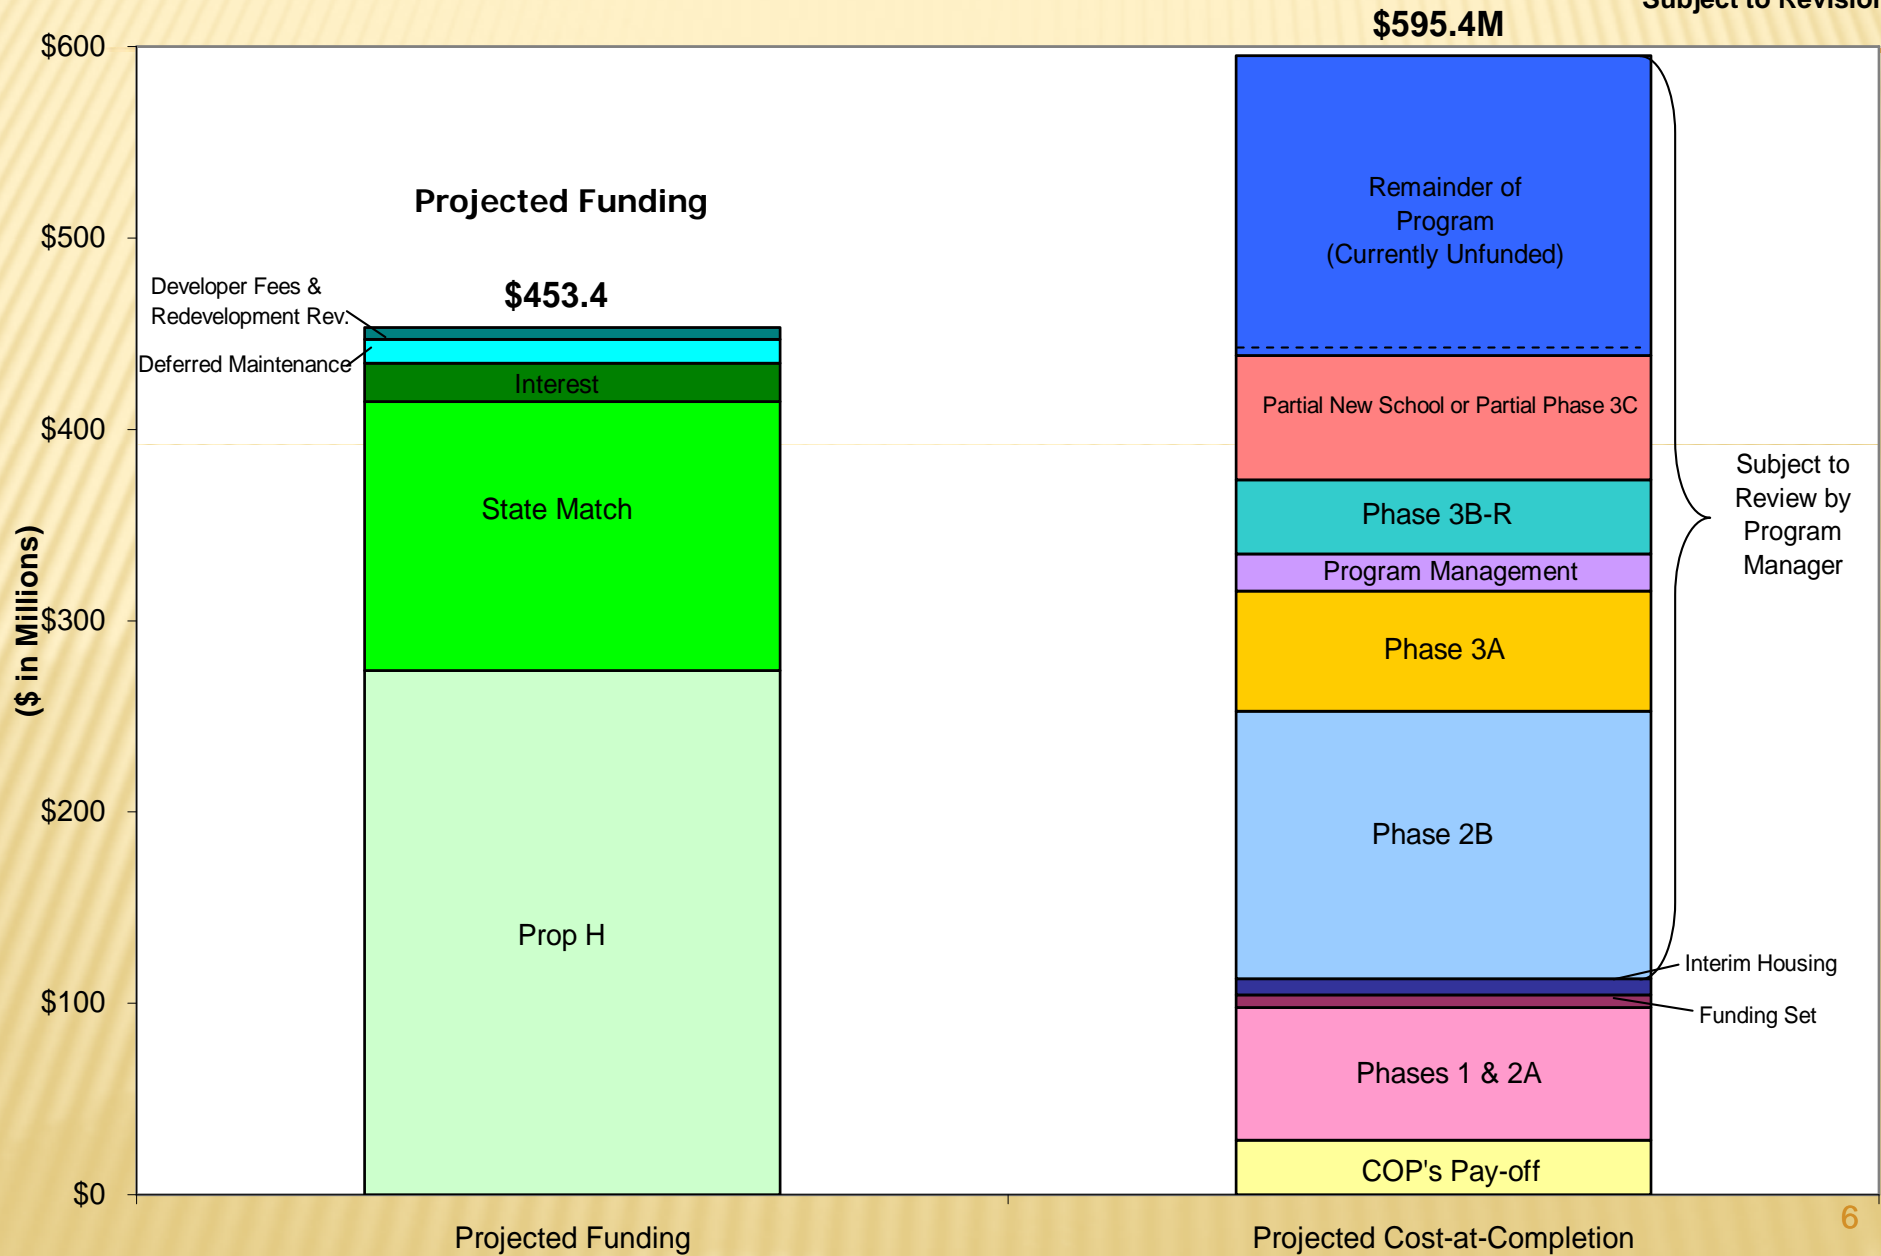 Subject to Revision
$595.4M
$600
$500
$400
$300
$200
$100
$0
($ in Millions)
Projected Funding
$453.4
Developer Fees &
Redevelopment Rev.
Deferred Maintenance
Interest
State Match
Prop H
Remainder of
Program
(Currently Unfunded)
Partial New School or Partial Phase 3C
Phase 3B-R
Program Management
Phase 3A
Phase 2B
Phases 1 & 2A
COP's Pay-off
Subject to
Review by
Program
Manager
Interim Housing
Funding Set
Projected Funding
Projected Cost-at-Completion
6